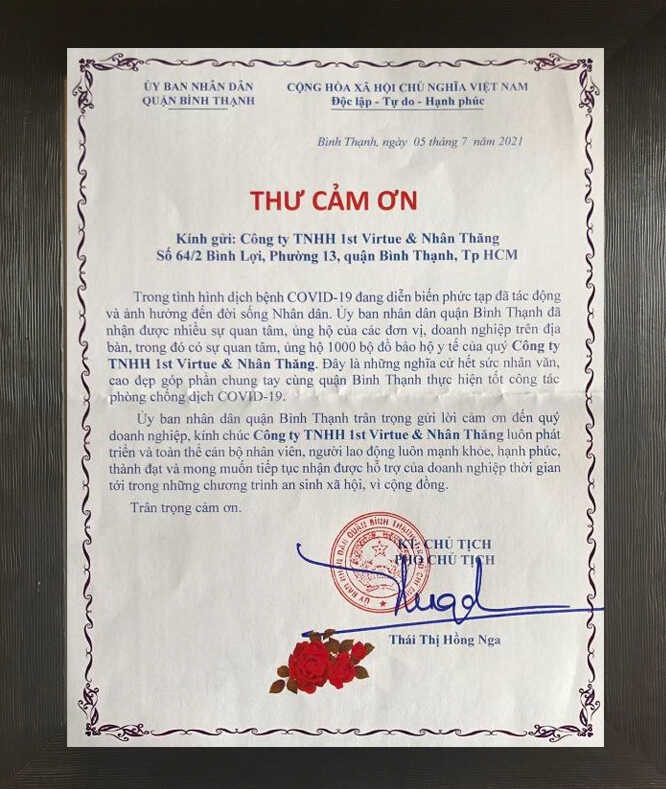 ỦY BAN NHÂN DÂN
QUẬN BÌNH THẠNH
CỘNG HÒA XÃ HỘI CHỦ NGHĨA VIỆT NAM
Độc lập - Tự do - Hạnh phúc
Bình Thạnh, ngày 05 tháng 7 năm 2021
THƯ CẢM ƠN
Kính gửi: Công ty TNHH 1st Virtue & Nhân Thăng
Số 64/2 Bình Lợi, Phường 13, quận Bình Thạnh, Tp HCM
Trong tình hình dịch bệnh COVID-19 đang diễn biến phức tạp đã tác động
và ảnh hưởng đến đời sống Nhân dân. Ủy ban nhân dân quận Bình Thạnh đã
nhận được nhiều sự quan tâm, ủng hộ của các đơn vị, doanh nghiệp trên địa
bàn, trong đó có sự quan tâm, ủng hộ 1000 bộ đồ bảo hộ y tế của quý Công ty
TNHH 1st Virtue & Nhân Thăng. Đây là những nghĩa cử hết sức nhân văn,
cao đẹp góp phần chung tay cùng quận Bình Thạnh thực hiện tốt công tác
phòng chống dịch COVID-19.
Ủy ban nhân dân quận Bình Thạnh trân trọng gửi lời cảm ơn đến quý
doanh nghiệp, kính chúc Công ty TNHH 1st Virtue & Nhân Thăng luôn phát
triển và toàn thể cán bộ nhân viên, người lao động luôn mạnh khỏe, hạnh phúc,
thành đạt và mong muốn tiếp tục nhận được hỗ trợ của doanh nghiệp thời gian
tới trong những chương trình an sinh xã hội, vì cộng đồng.
Trân trọng cảm ơn.
KT. CHỦ TỊCH
PHÓ CHỦ TỊCH
Thái Thị Hồng Nga